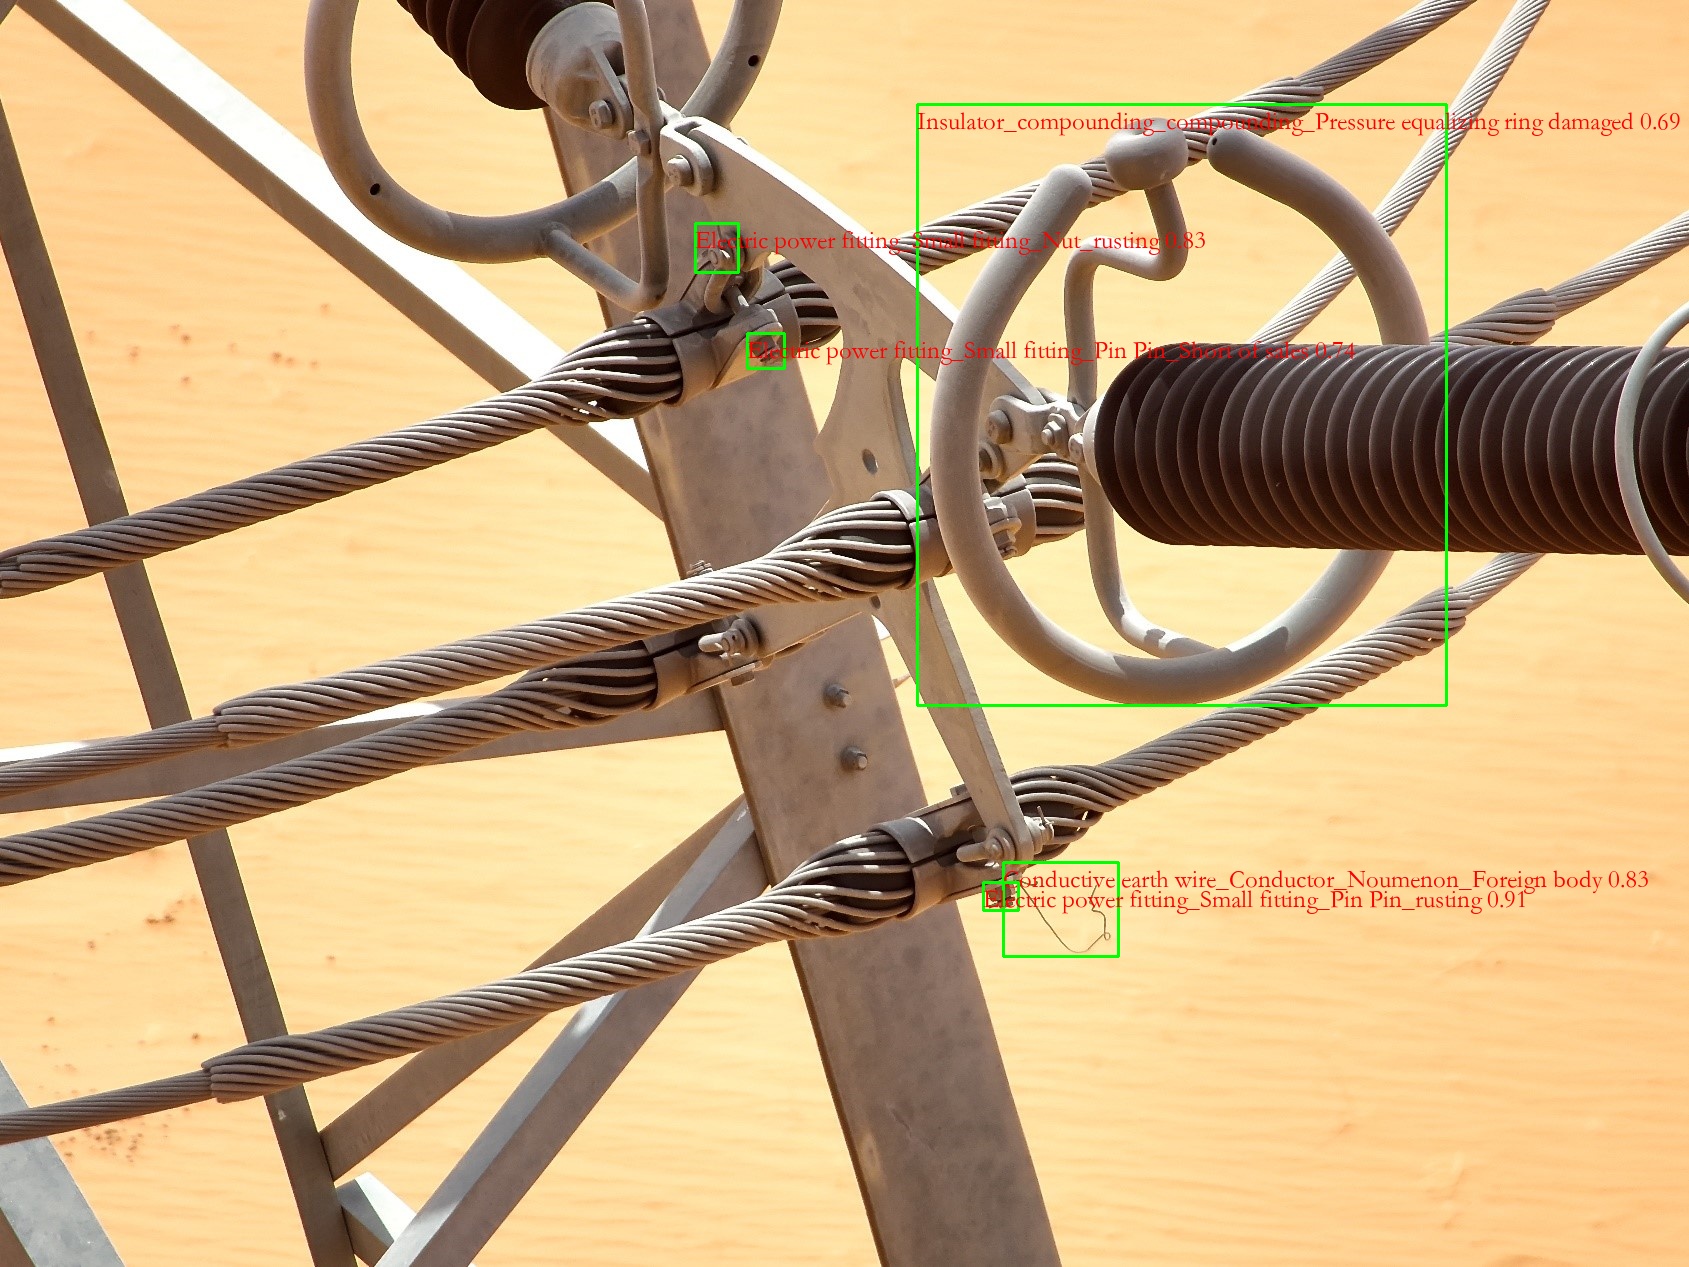 Insulator_compounding_compounding_Pressure equalizing ring damaged 0.69
Electric power fitting_Small fitting_Nut_rusting 0.83
Electric power fitting_Small fitting_Pin Pin_Short of sales 0.74
Conductive earth wire_Conductor_Noumenon_Foreign body 0.83
Electric power fitting_Small fitting_Pin Pin_rusting 0.91